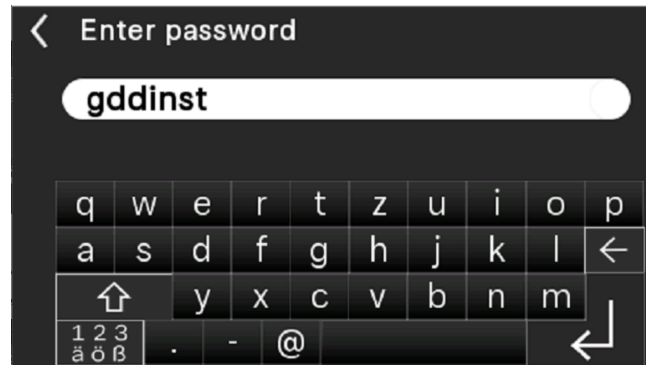 Enter password
gddinst
q w e r t z u i o p
a s d f g h j k l
y x c v b n m
1 2 3
ä ö ß . - @